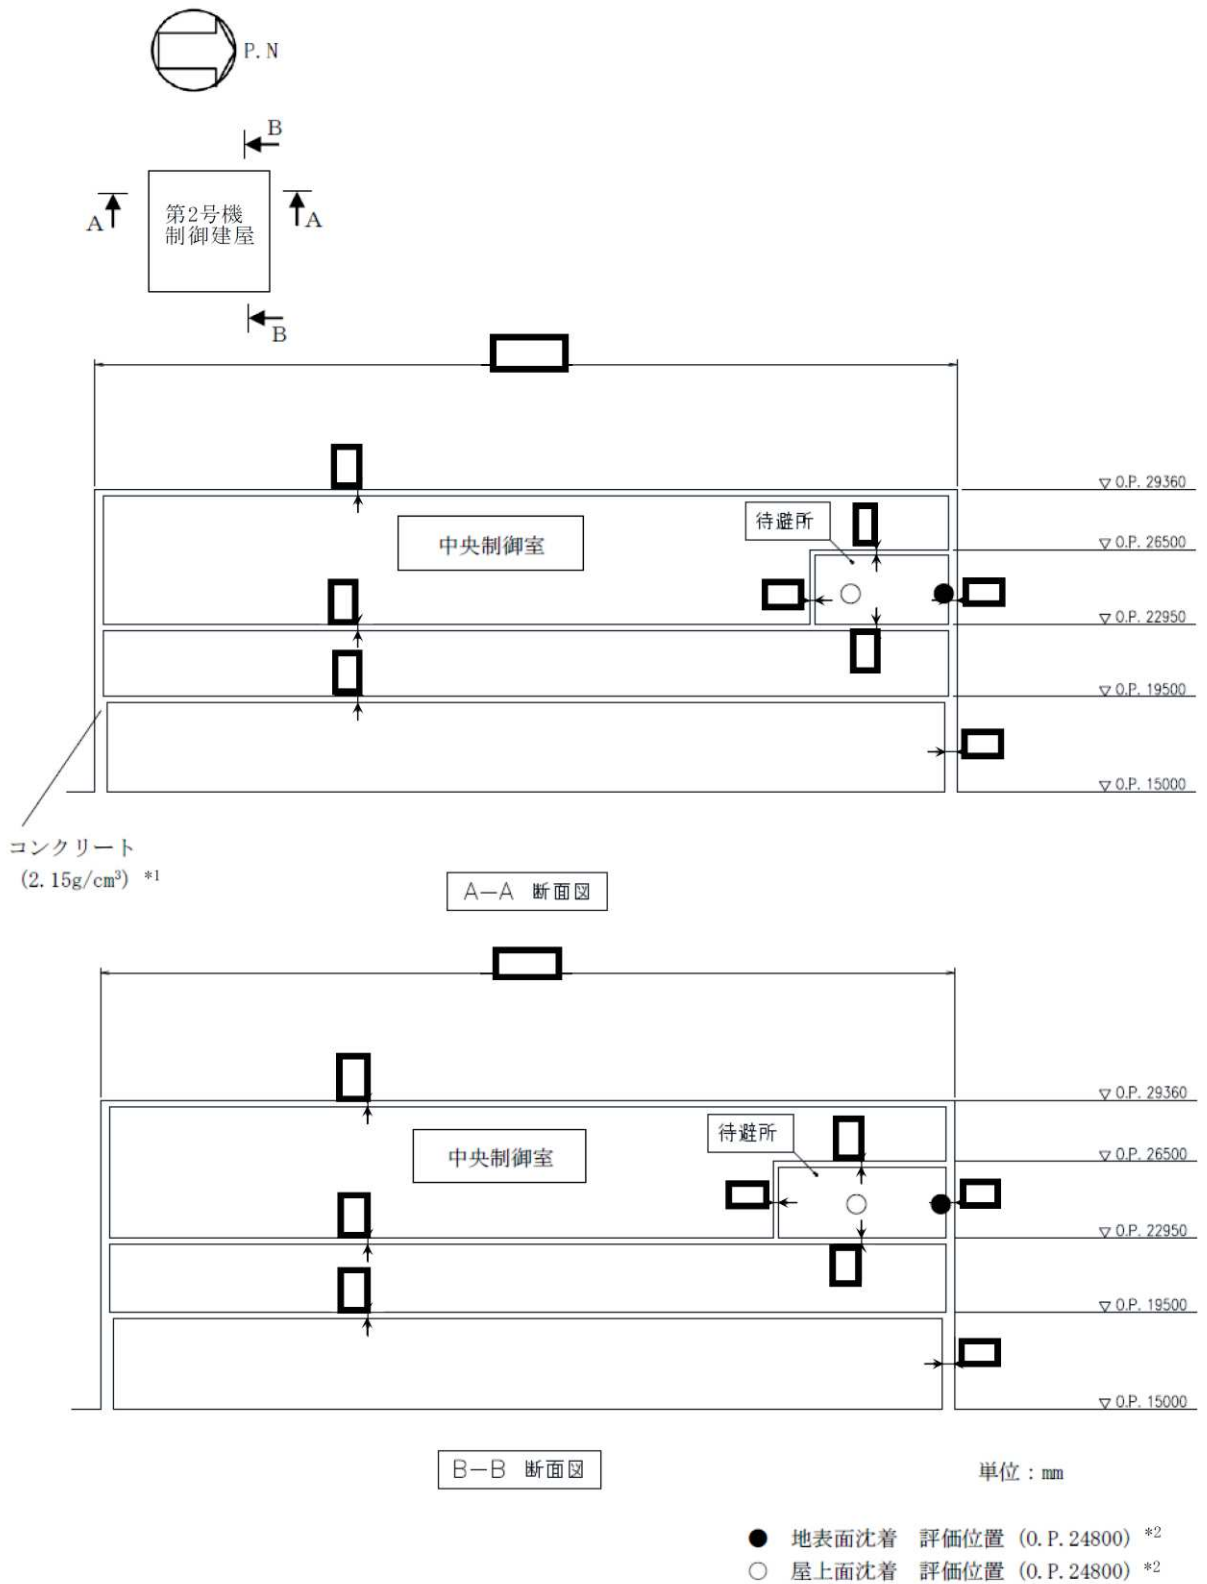 P.N
B
A
第2号機
制御建屋
A
B
▽ O.P. 29360
待避所
中央制御室
▽ O.P. 26500
▽ O.P. 22950
▽ O.P. 19500
▽ O.P. 15000
コンクリート
(2.15g/cm³) *1
A－A 断面図
▽ O.P. 29360
待避所
中央制御室
▽ O.P. 26500
▽ O.P. 22950
▽ O.P. 19500
▽ O.P. 15000
B－B 断面図
単位：mm
● 地表面沈着 評価位置 (O.P.24800) *2
○ 屋上面沈着 評価位置 (O.P.24800) *2